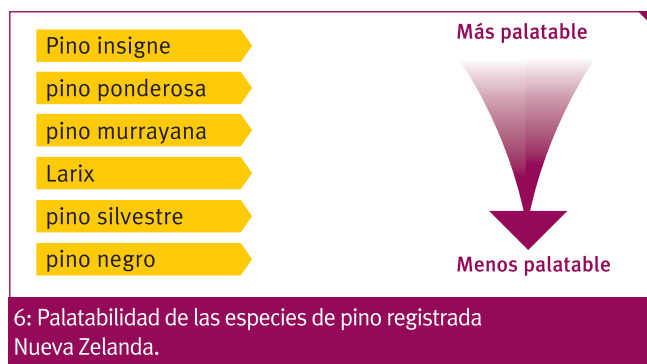 Pino insigne
pino ponderosa
pino murrayana
Larix
pino silvestre
pino negro
Más palatable
Menos palatable
6: Palatabilidad de las especies de pino registrada
Nueva Zelanda.